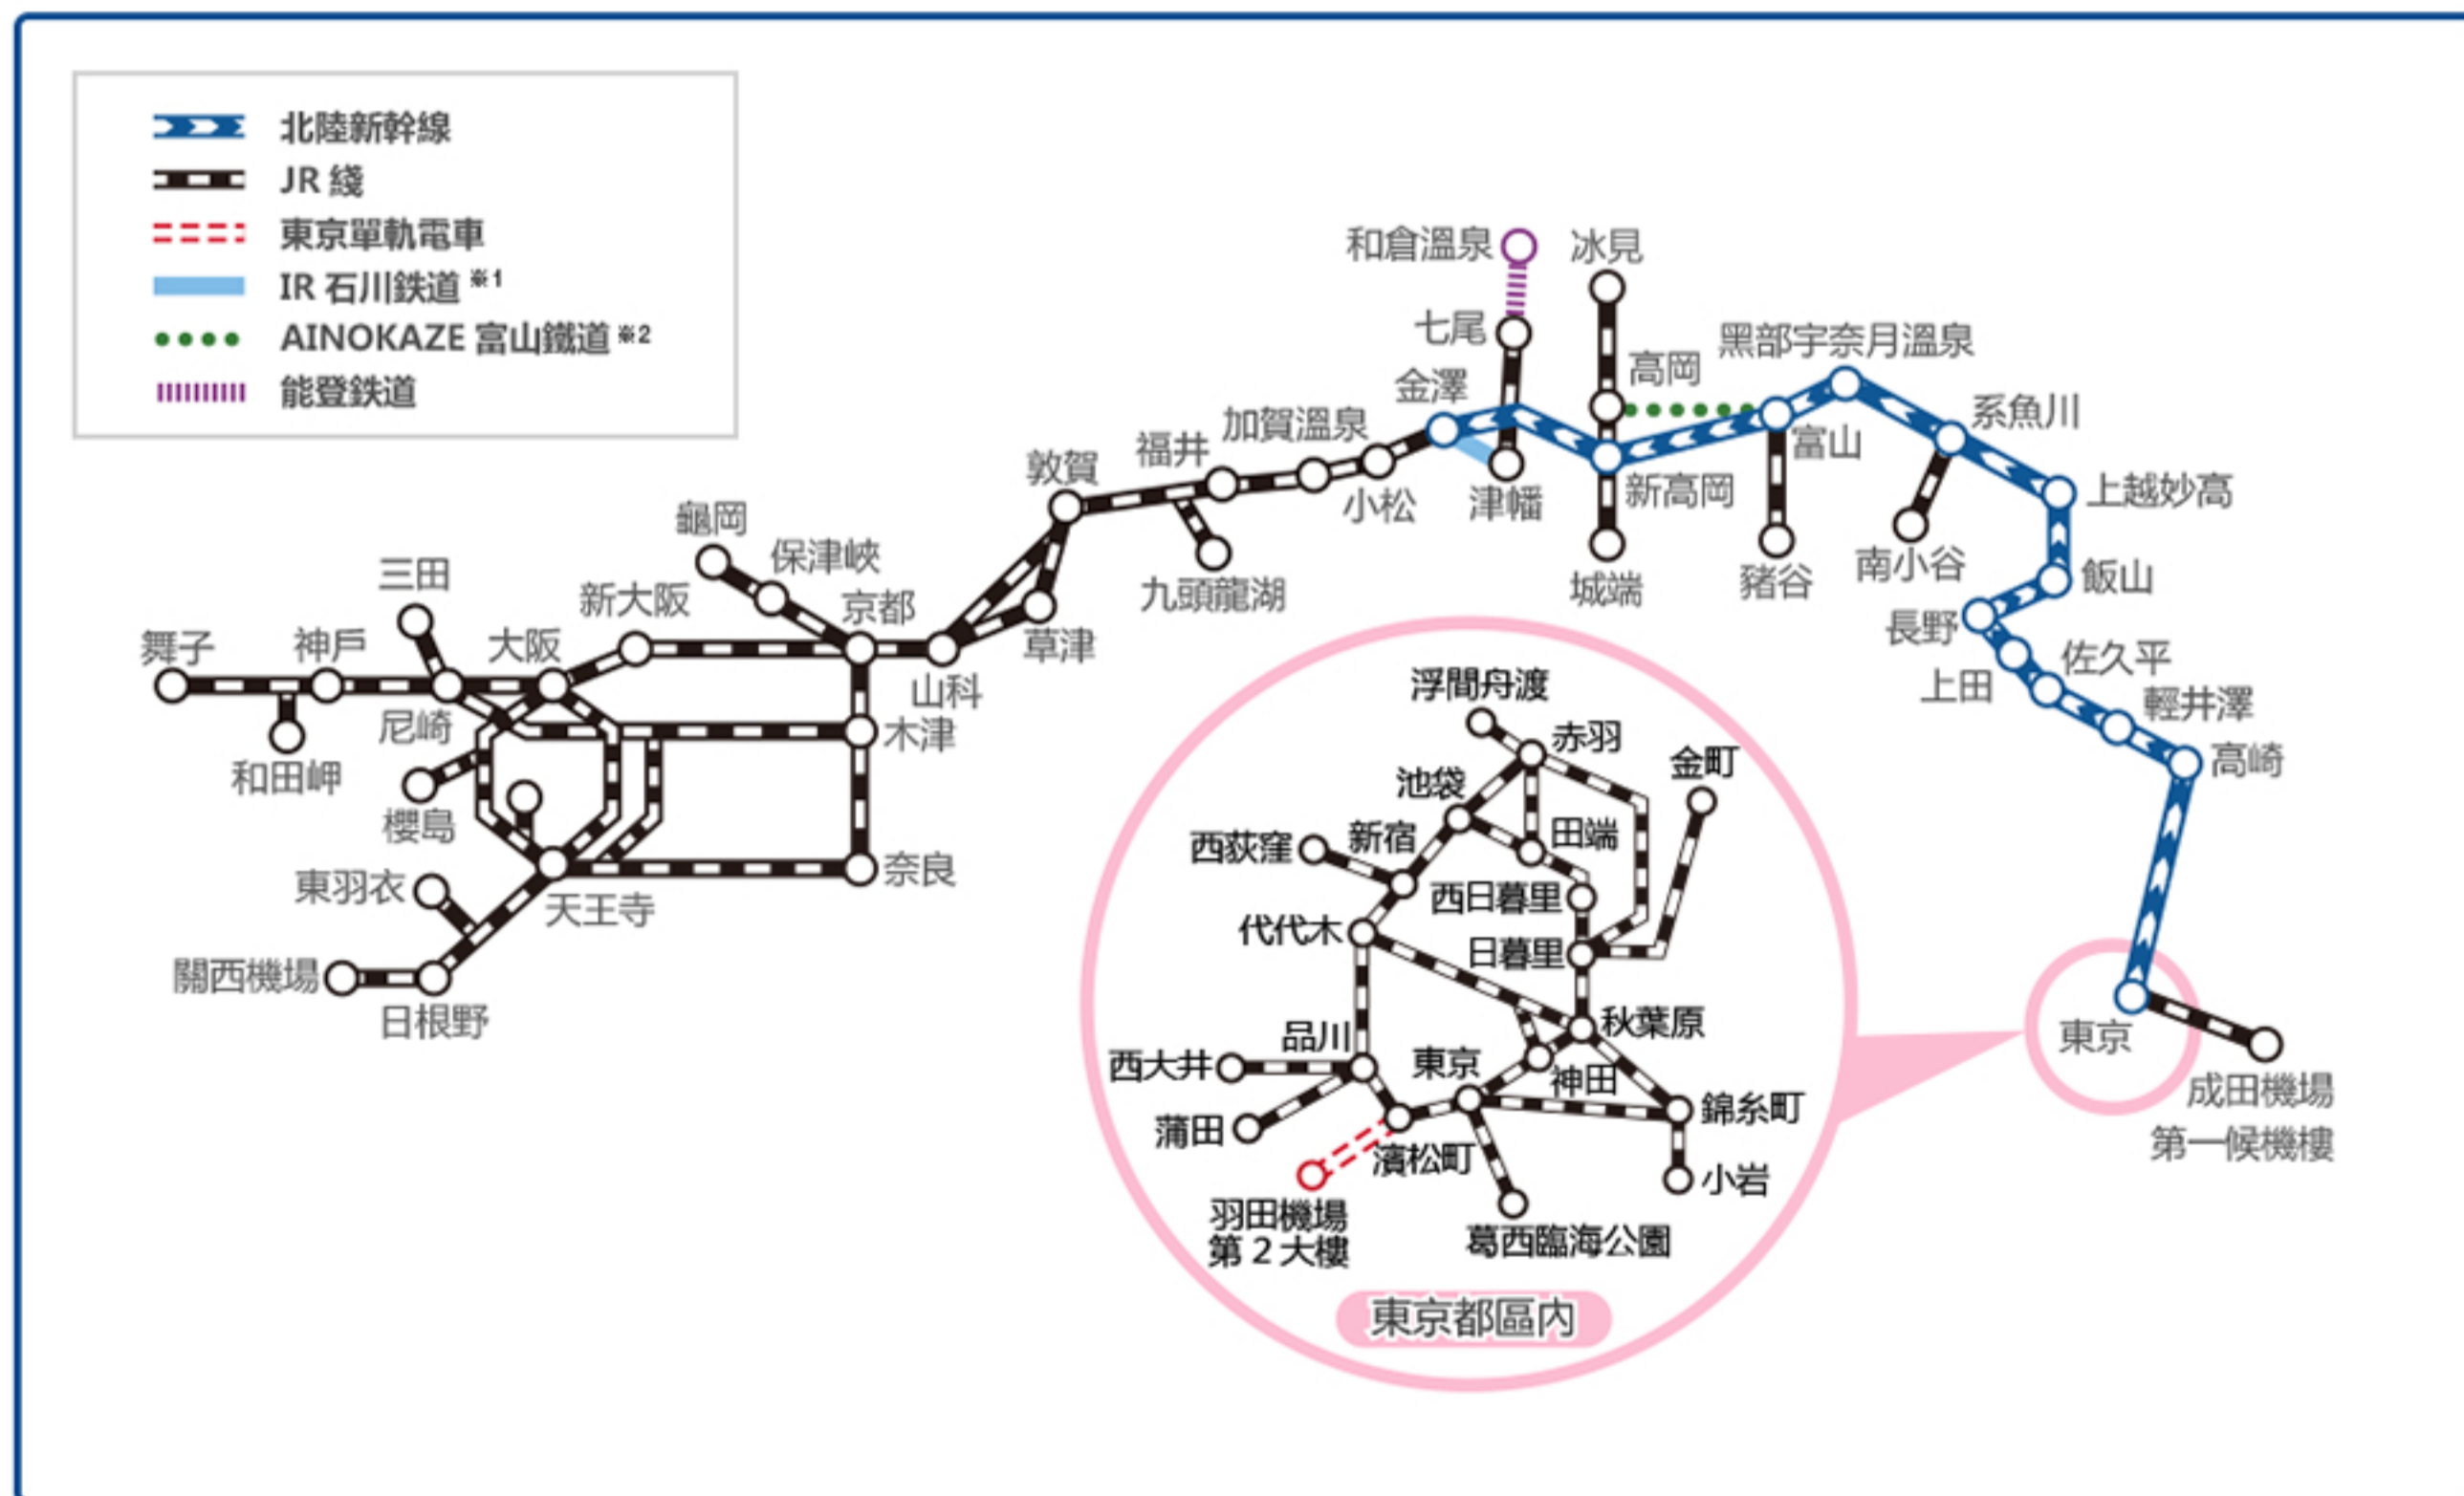 北陸新幹線
JR 綫
東京單軌電車
IR 石川鉄道 ※1
AINOKAZE 富山鐵道 ※2
能登鉄道
和倉溫泉
冰見
七尾
高岡
黑部宇奈月溫泉
金澤
系魚川
加賀溫泉
福井
富山
敦賀
小松
津幡
新高岡
上越妙高
龜岡
保津峽
九頭龍湖
城端
豬谷
南小谷
飯山
三田
新大阪
京都
草津
長野
舞子
神戶
大阪
山科
上田
佐久平
尼崎
木津
輕井澤
和田岬
高崎
櫻島
東羽衣
天王寺
奈良
關西機場
日根野
浮間舟渡
赤羽
金町
池袋
西荻窪
新宿
田端
西日暮里
代代木
日暮里
秋葉原
品川
西大井
東京
神田
蒲田
錦糸町
濱松町
小岩
羽田機場
第 2 大樓
葛西臨海公園
東京都區內
東京
成田機場
第一候機樓